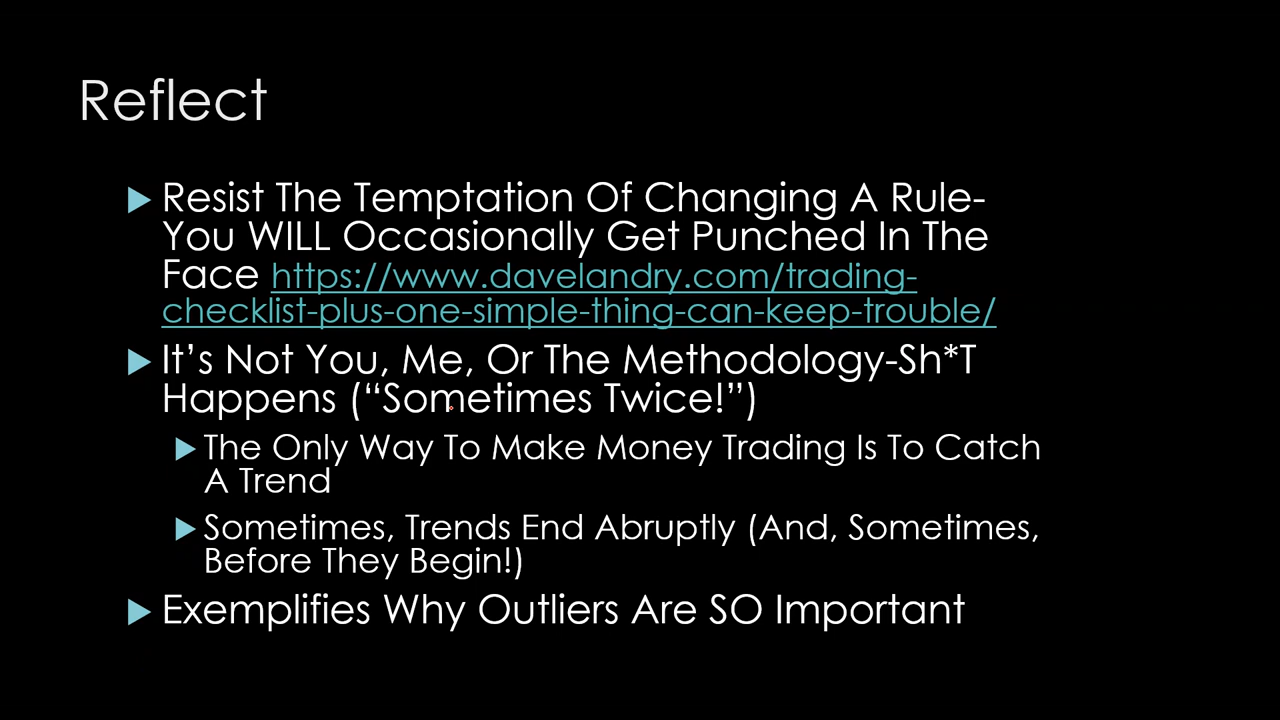 Reflect
Resist The Temptation Of Changing A Rule-
You WILL Occasionally Get Punched In The
Face https://www.davelandry.com/trading-
checklist-plus-one-simple-thing-can-keep-trouble/
It’s Not You, Me, Or The Methodology-Sh*T
Happens (“Sometimes Twice!”)
The Only Way To Make Money Trading Is To Catch
A Trend
Sometimes, Trends End Abruptly (And, Sometimes,
Before They Begin!)
Exemplifies Why Outliers Are SO Important